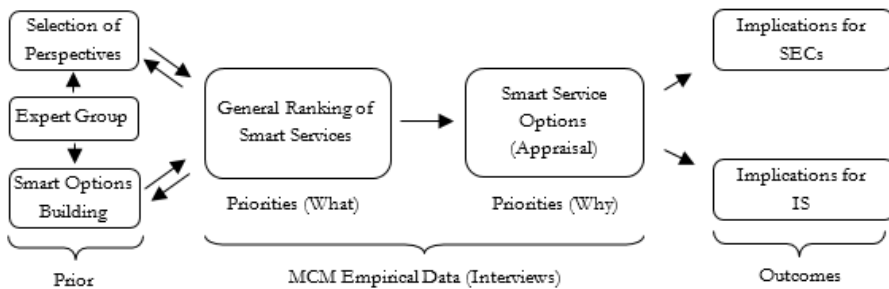 Selection of
Perspectives
Expert Group
Smart Options
Building
Prior
General Ranking of
Smart Services
Priorities (What)
Smart Service
Options
(Appraisal)
Priorities (Why)
MCM Empirical Data (Interviews)
Implications for
SECs
Implications for
IS
Outcomes